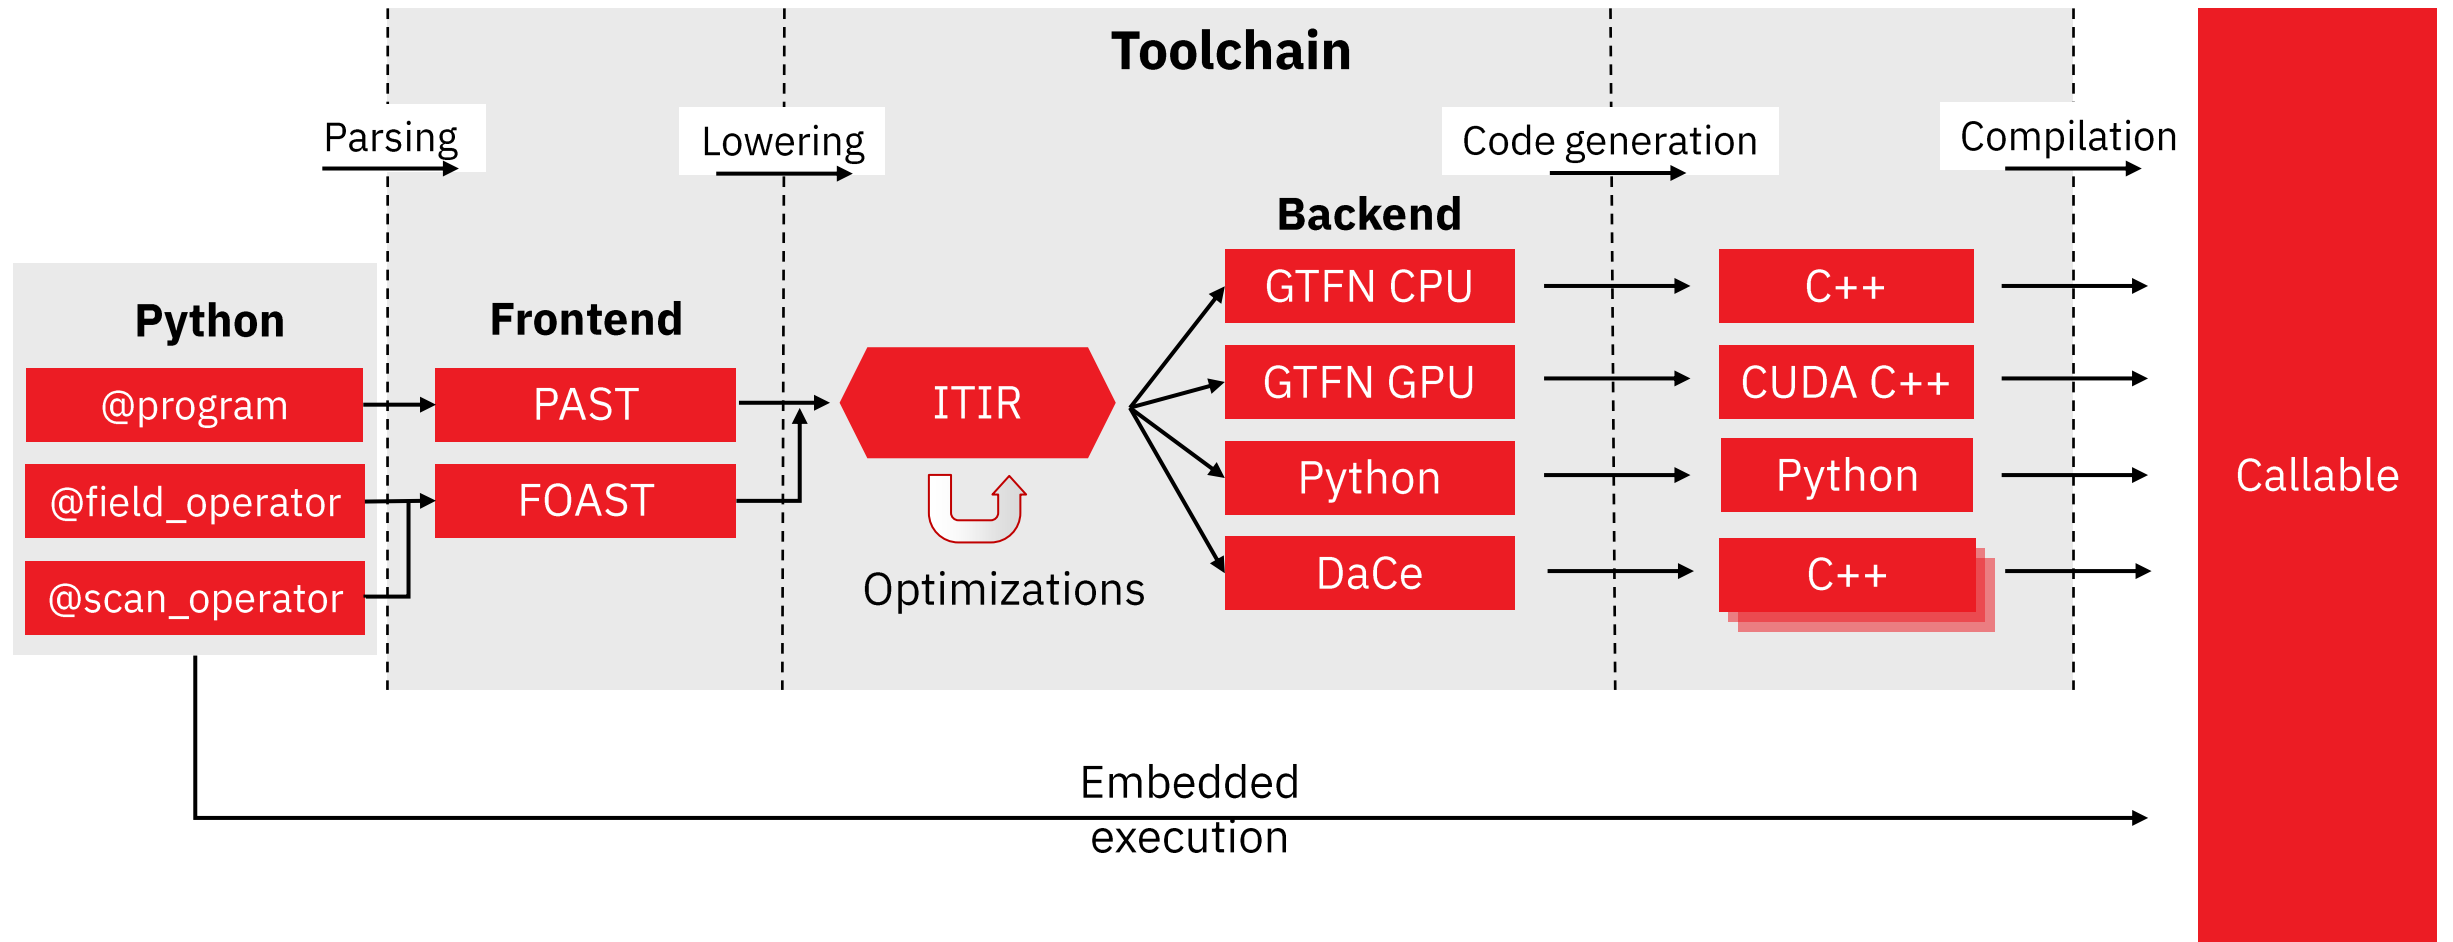 Toolchain
Parsing
Lowering
Code generation
Compilation
Python
@program
@field_operator
@scan_operator
Frontend
PAST
FOAST
ITIR
Optimizations
Backend
GTFN CPU
GTFN GPU
Python
DaCe
C++
CUDA C++
Python
C++
Callable
Embedded
execution